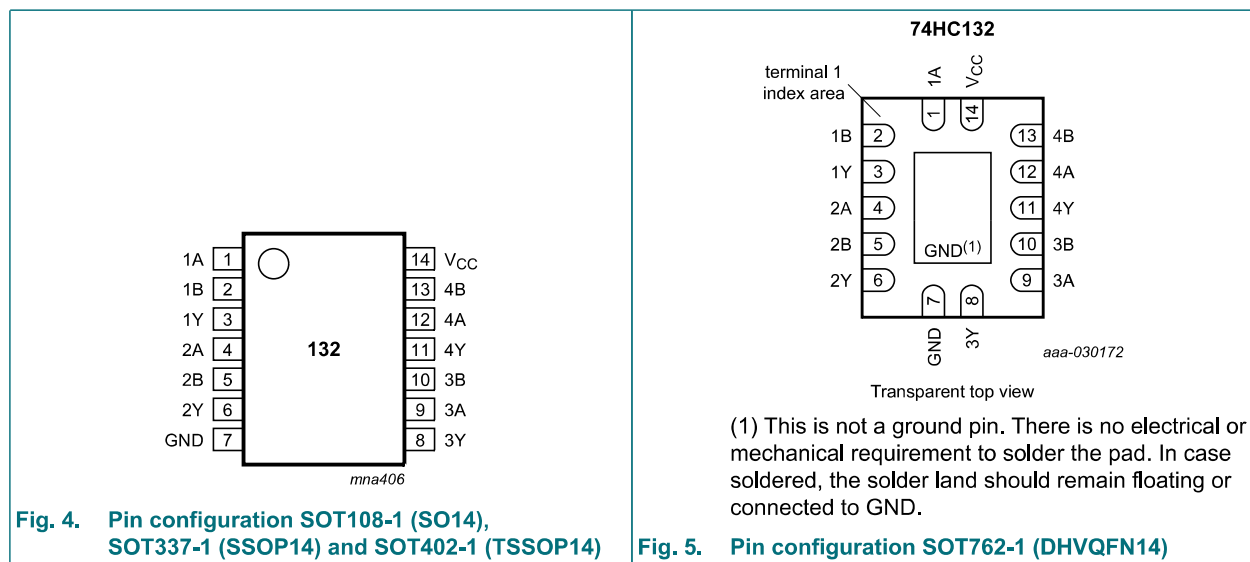 1A 1 14 VCC
1B 2 13 4B
1Y 3 12 4A
2A 4 132 11 4Y
2B 5 10 3B
2Y 6 9 3A
GND 7 8 3Y
mna406
Fig. 4. Pin configuration SOT108-1 (SO14),
SOT337-1 (SSOP14) and SOT402-1 (TSSOP14)
74HC132
terminal 1
index area
1A VCC
1 14
1B 2 13 4B
1Y 3 12 4A
2A 4 11 4Y
2B 5 GND(1) 10 3B
2Y 6 9 3A
7 8
GND 3Y
aaa-030172
Transparent top view
(1) This is not a ground pin. There is no electrical or
mechanical requirement to solder the pad. In case
soldered, the solder land should remain floating or
connected to GND.
Fig. 5. Pin configuration SOT762-1 (DHVQFN14)